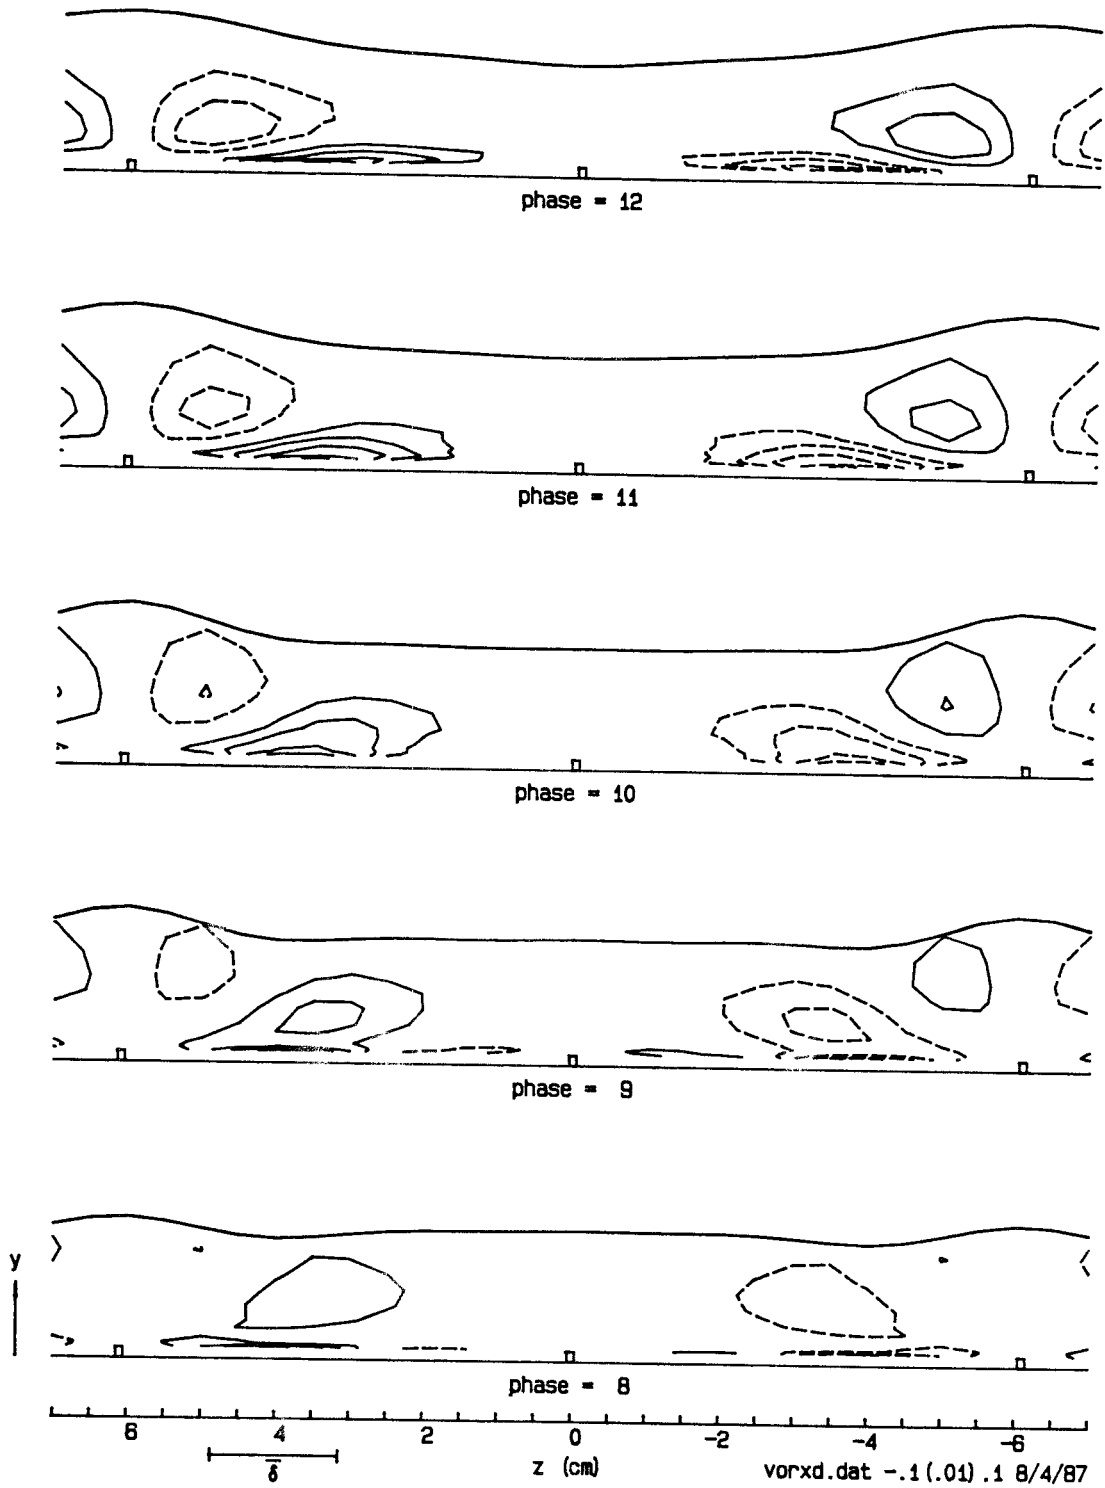 phase = 12
phase = 11
phase = 10
phase = 9
y
phase = 8
6 4 2 0 -2 -4 -6
δ̄
z (cm)
vorxd.dat -.1(.01).1 8/4/87